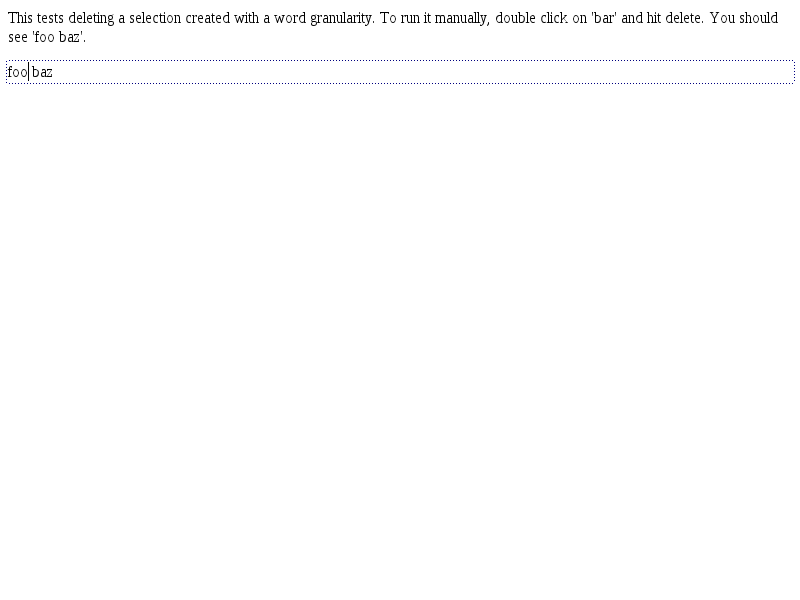 This tests deleting a selection created with a word granularity. To run it manually, double click on 'bar' and hit delete. You should
see 'foo baz'.
foo baz